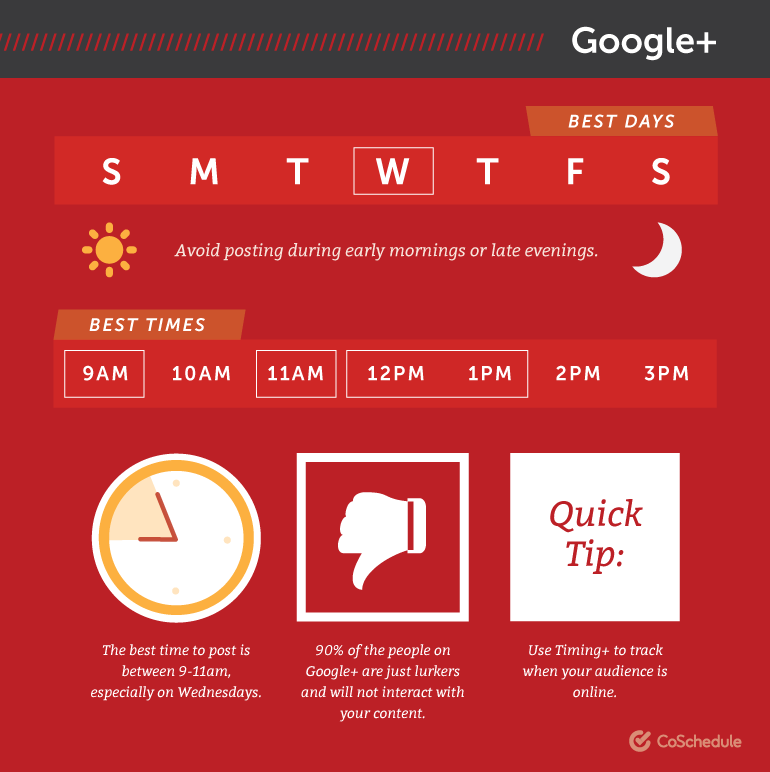 Google+
BEST DAYS
S M T W T F S
Avoid posting during early mornings or late evenings.
BEST TIMES
9AM 10AM 11AM 12PM 1PM 2PM 3PM
Quick
Tip:
The best time to post is
between 9-11am,
especially on Wednesdays.
90% of the people on
Google+ are just lurkers
and will not interact with
your content.
Use Timing+ to track
when your audience is
online.
CoSchedule